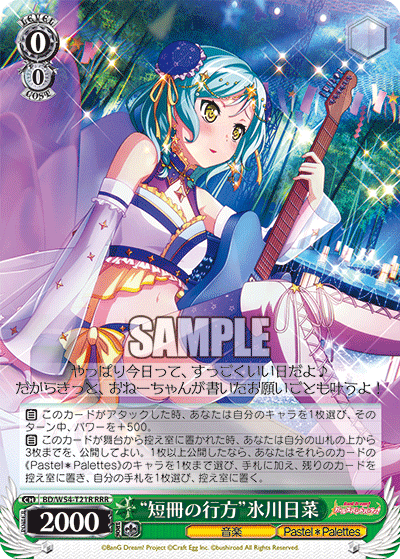 LEVEL
0
0
COST
SAMPLE
やっぱり今日って、すっごくいい日だよ♪
だからきっと、おねーちゃんが書いたお願いごとも叶うよ!
自 このカードがアタックした時、あなたは自分のキャラを1枚選び、そのターン中、パワーを+500。
自 このカードが舞台から控え室に置かれた時、あなたは自分の山札の上から
3枚までを、公開してよい。1枚以上公開したなら、あなたはそれらのカードの
《Pastel＊Palettes》のキャラを1枚まで選び、手札に加え、残りのカードを
控え室に置き、自分の手札を1枚選び、控え室に置く。
CH BD/W54-T21R RRR
2000
“短冊の行方”氷川日菜
音楽 Pastel＊Palettes
©BanG Dream! Project ©Craft Egg Inc. ©bushiroad All Rights Reserved.